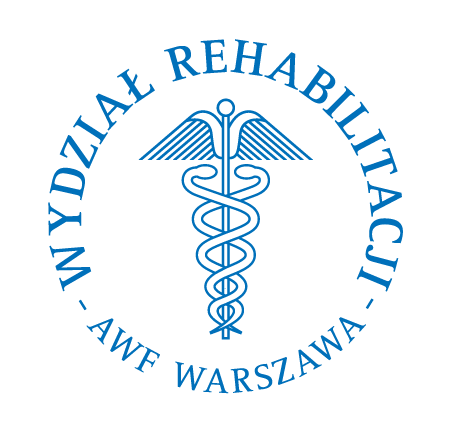 WYDZIAŁ REHABILITACJI
- AWF WARSZAWA -